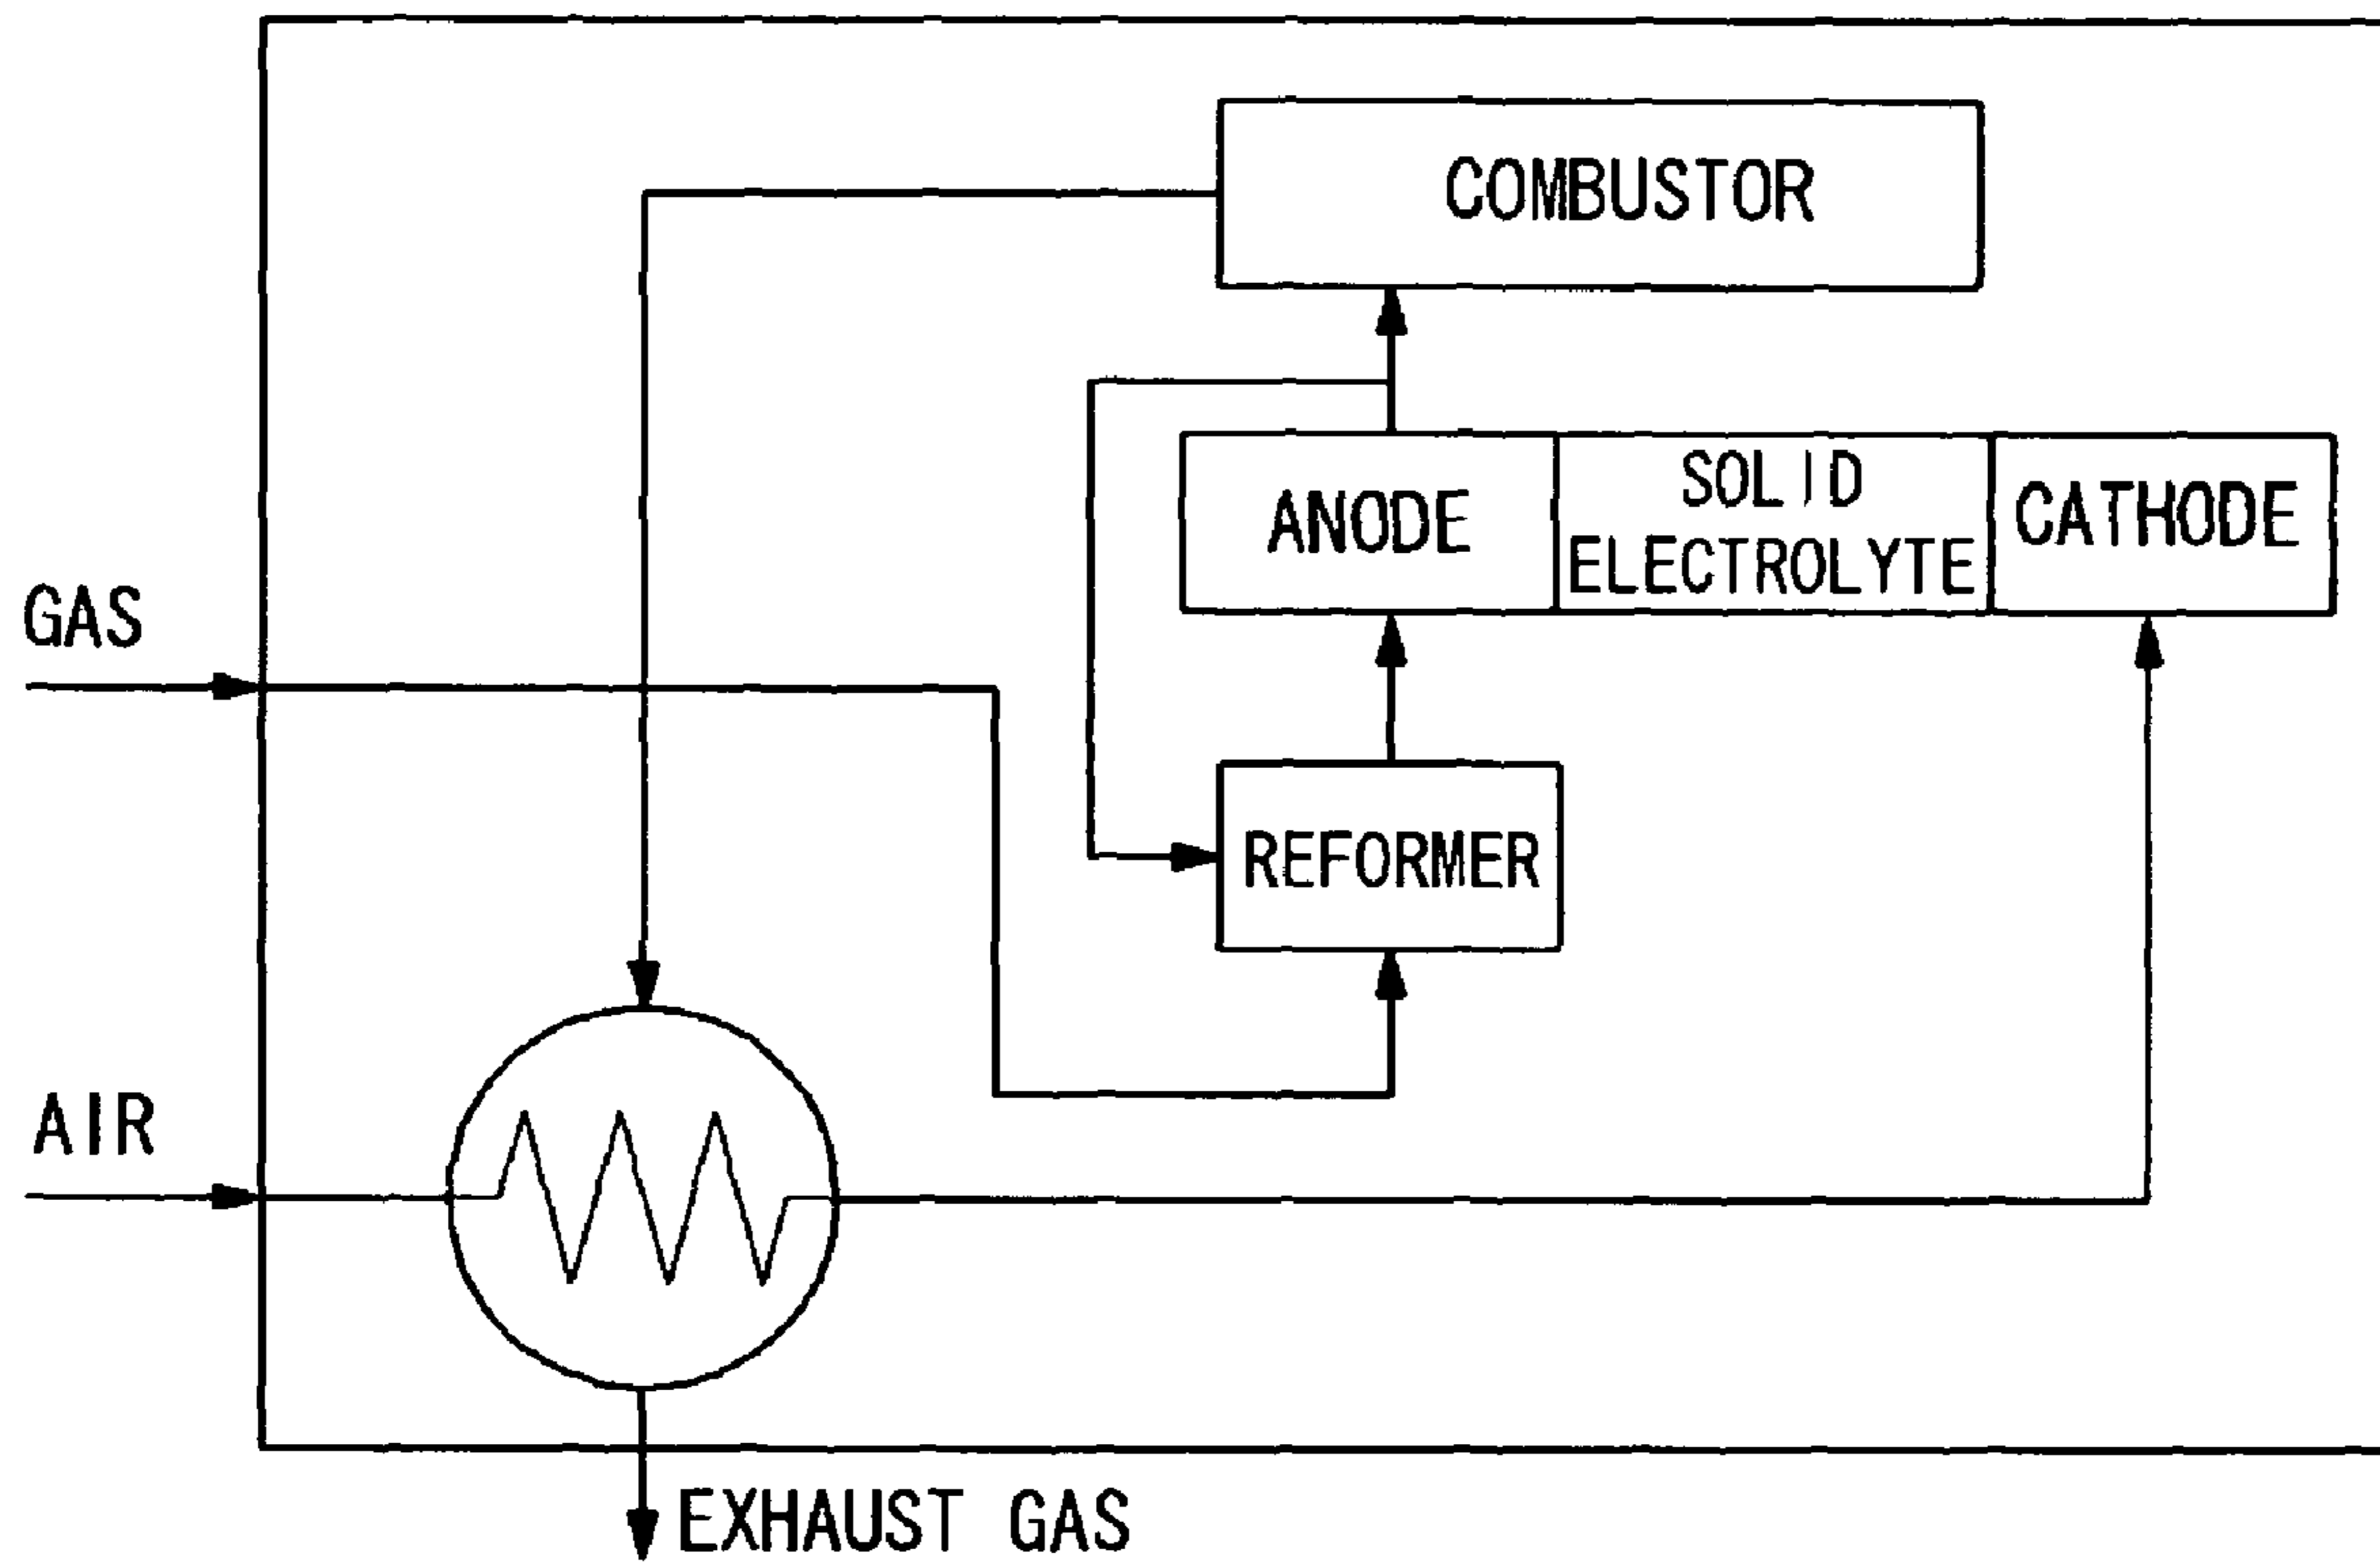 COMBUSTOR
ANODE
SOLID
ELECTROLYTE
CATHODE
GAS
REFORMER
AIR
EXHAUST GAS